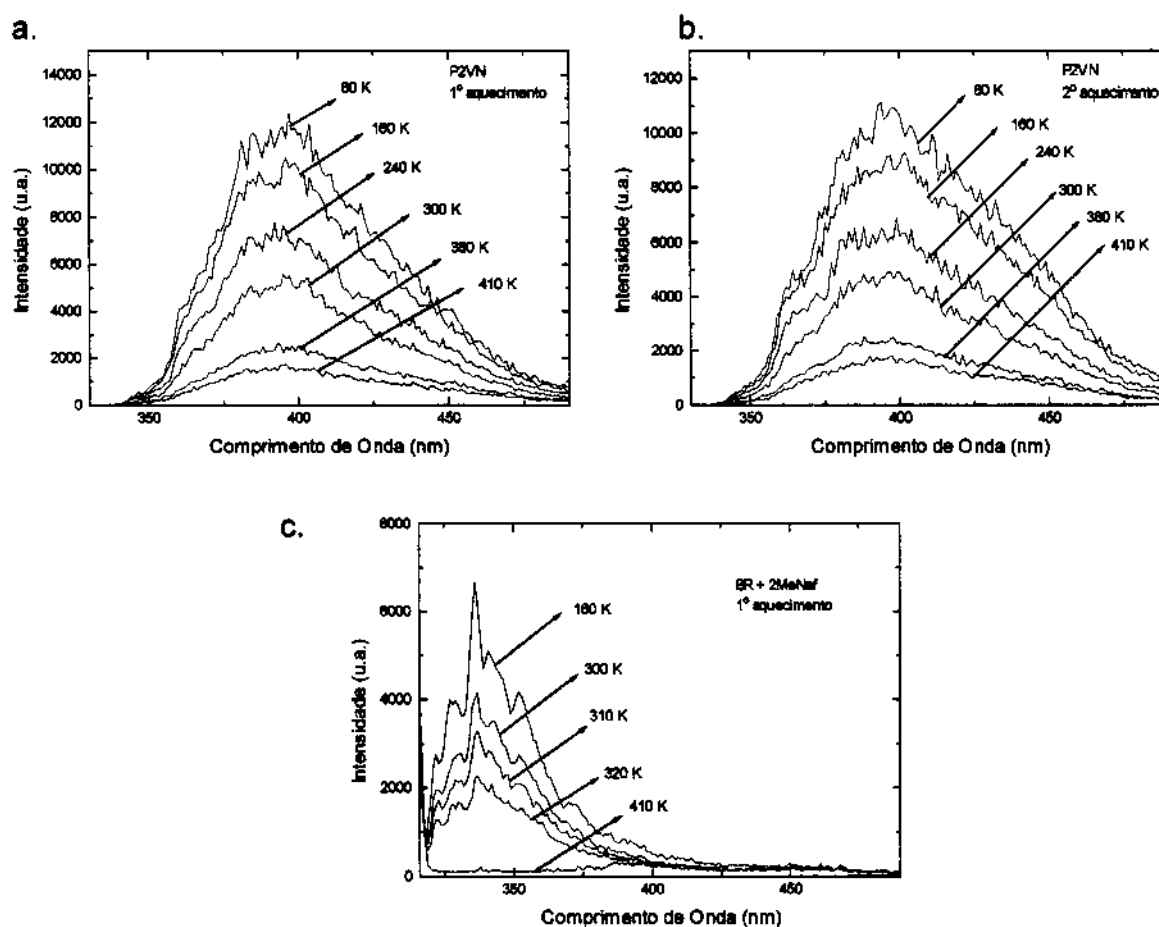 a.
P2VN
1º aquecimento
80 K
160 K
240 K
300 K
380 K
410 K
14000
12000
10000
8000
6000
4000
2000
0
350
400
450
Intensidade (u.a.)
Comprimento de Onda (nm)
b.
P2VN
2º aquecimento
80 K
160 K
240 K
300 K
380 K
410 K
12000
10000
8000
6000
4000
2000
0
350
400
450
Intensidade (u.a.)
Comprimento de Onda (nm)
c.
BR + 2MeNaf
1º aquecimento
160 K
300 K
310 K
320 K
410 K
8000
6000
4000
2000
0
350
400
450
Intensidade (u.a.)
Comprimento de Onda (nm)